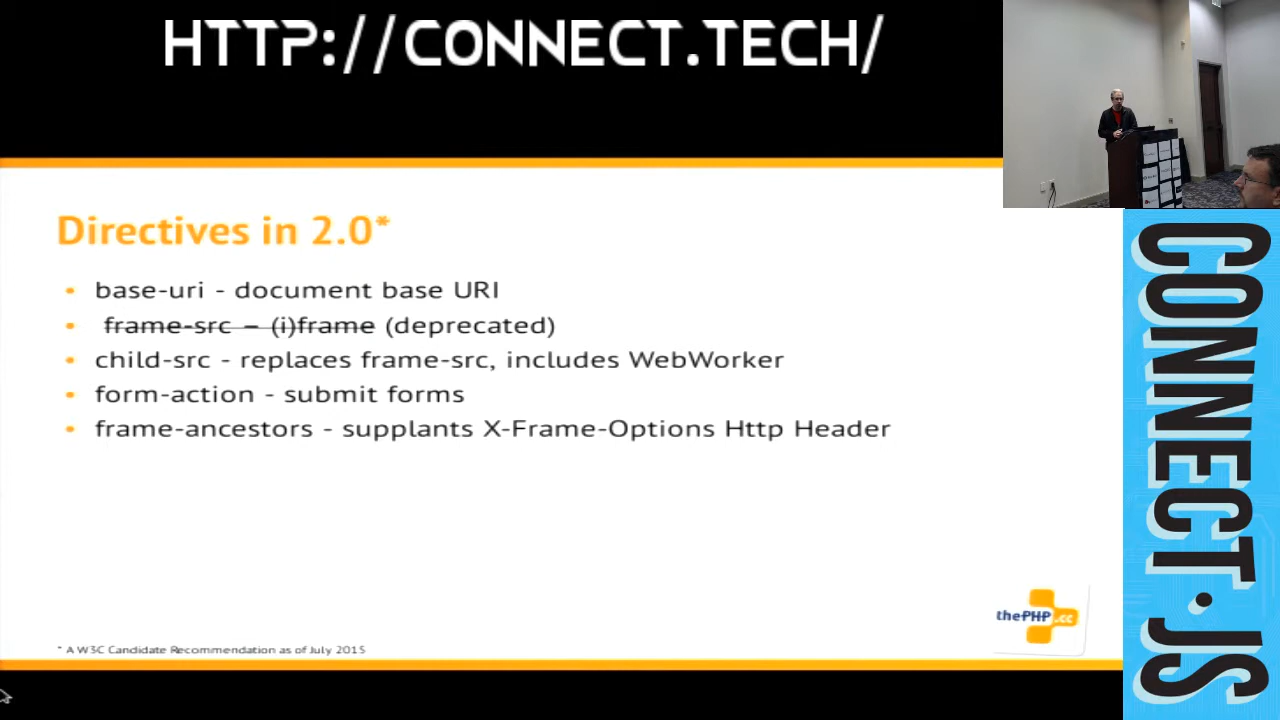 HTTP://CONNECT.TECH/
Directives in 2.0*
• base-uri - document base URI
• frame-src – (i)frame (deprecated)
• child-src - replaces frame-src, includes WebWorker
• form-action - submit forms
• frame-ancestors - supplants X-Frame-Options Http Header
thePHP.cc
* A W3C Candidate Recommendation as of July 2015
CONNECT·JS